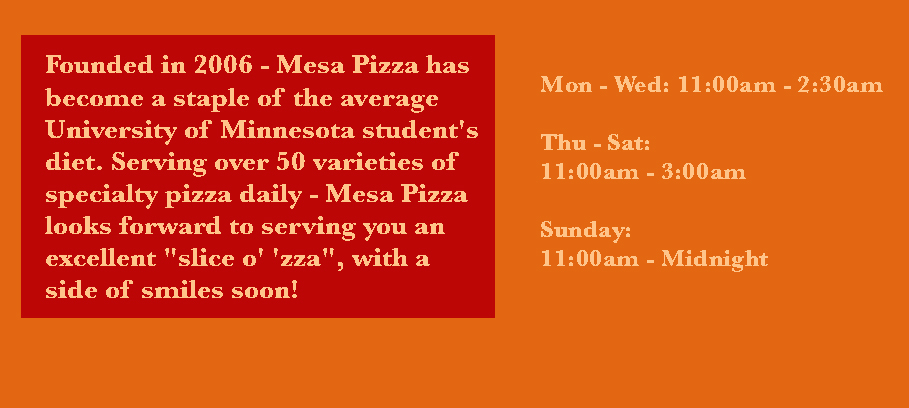 Founded in 2006 - Mesa Pizza has
become a staple of the average
University of Minnesota student's
diet. Serving over 50 varieties of
specialty pizza daily - Mesa Pizza
looks forward to serving you an
excellent "slice o' 'zza", with a
side of smiles soon!
Mon - Wed: 11:00am - 2:30am
Thu - Sat:
11:00am - 3:00am
Sunday:
11:00am - Midnight